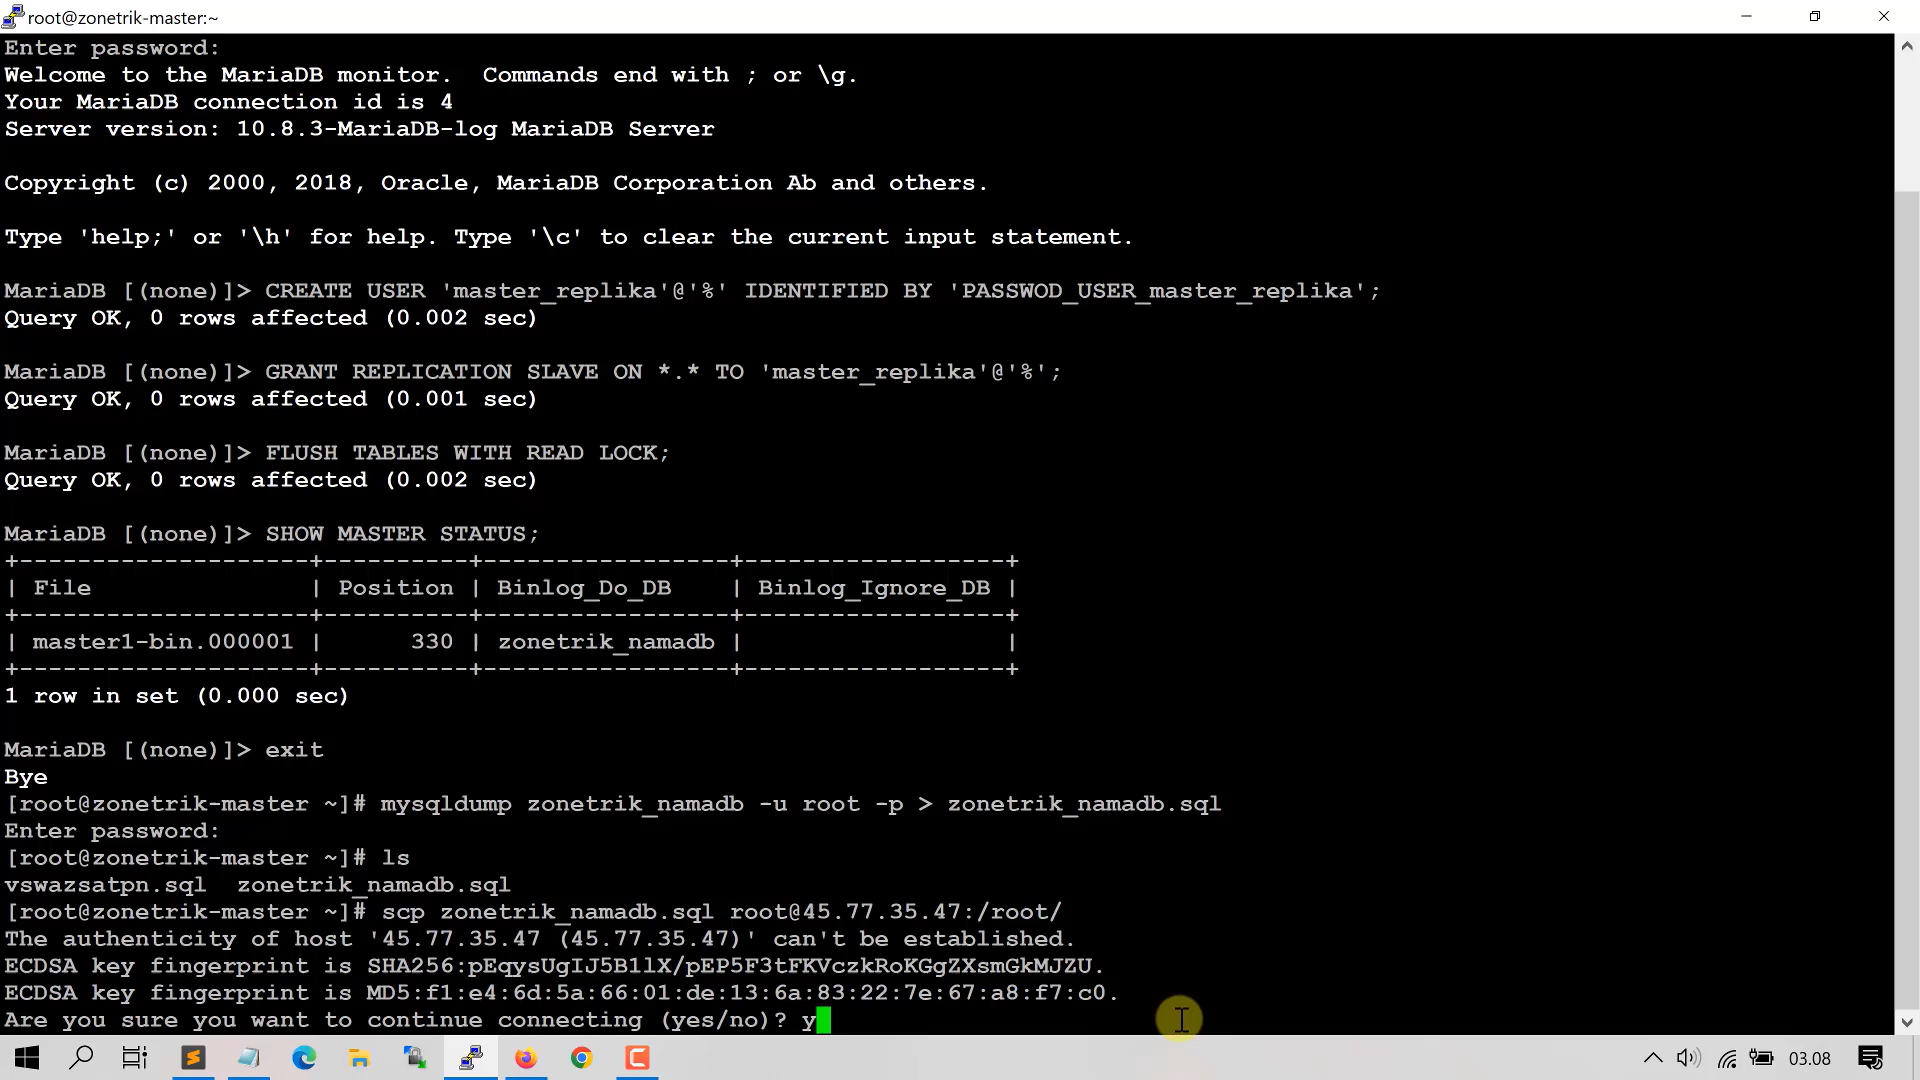 root@zonetrik-master:~
Enter password:
Welcome to the MariaDB monitor.  Commands end with ; or \g.
Your MariaDB connection id is 4
Server version: 10.8.3-MariaDB-log MariaDB Server
Copyright (c) 2000, 2018, Oracle, MariaDB Corporation Ab and others.
Type 'help;' or '\h' for help. Type '\c' to clear the current input statement.
MariaDB [(none)]> CREATE USER 'master_replika'@'%' IDENTIFIED BY 'PASSWOD_USER_master_replika';
Query OK, 0 rows affected (0.002 sec)
MariaDB [(none)]> GRANT REPLICATION SLAVE ON *.* TO 'master_replika'@'%';
Query OK, 0 rows affected (0.001 sec)
MariaDB [(none)]> FLUSH TABLES WITH READ LOCK;
Query OK, 0 rows affected (0.002 sec)
MariaDB [(none)]> SHOW MASTER STATUS;
+--------------------+----------+-----------------+------------------+
| File               | Position | Binlog_Do_DB    | Binlog_Ignore_DB |
+--------------------+----------+-----------------+------------------+
| master1-bin.000001 |      330 | zonetrik_namadb |                  |
+--------------------+----------+-----------------+------------------+
1 row in set (0.000 sec)
MariaDB [(none)]> exit
Bye
[root@zonetrik-master ~]# mysqldump zonetrik_namadb -u root -p > zonetrik_namadb.sql
Enter password:
[root@zonetrik-master ~]# ls
vswazsatpn.sql  zonetrik_namadb.sql
[root@zonetrik-master ~]# scp zonetrik_namadb.sql root@45.77.35.47:/root/
The authenticity of host '45.77.35.47 (45.77.35.47)' can't be established.
ECDSA key fingerprint is SHA256:pEqysUgIJ5B1lX/pEP5F3tFKVczkRoKGgZXsmGkMJZU.
ECDSA key fingerprint is MD5:f1:e4:6d:5a:66:01:de:13:6a:83:22:7e:67:a8:f7:c0.
Are you sure you want to continue connecting (yes/no)? y
03.08